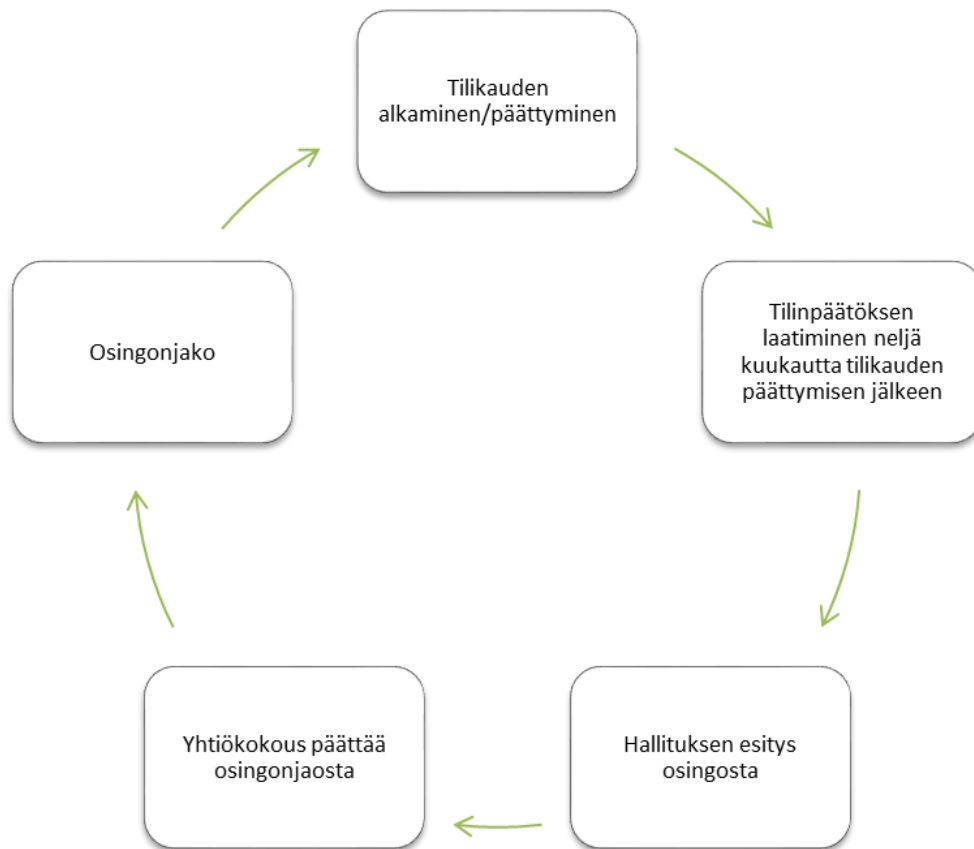 Tilikauden
alkaminen/päättyminen
Tilinpäätöksen
laatiminen neljä
kuukautta tilikauden
päättymisen jälkeen
Hallituksen esitys
osingosta
Yhtiökokous päättää
osingonjaosta
Osingonjako